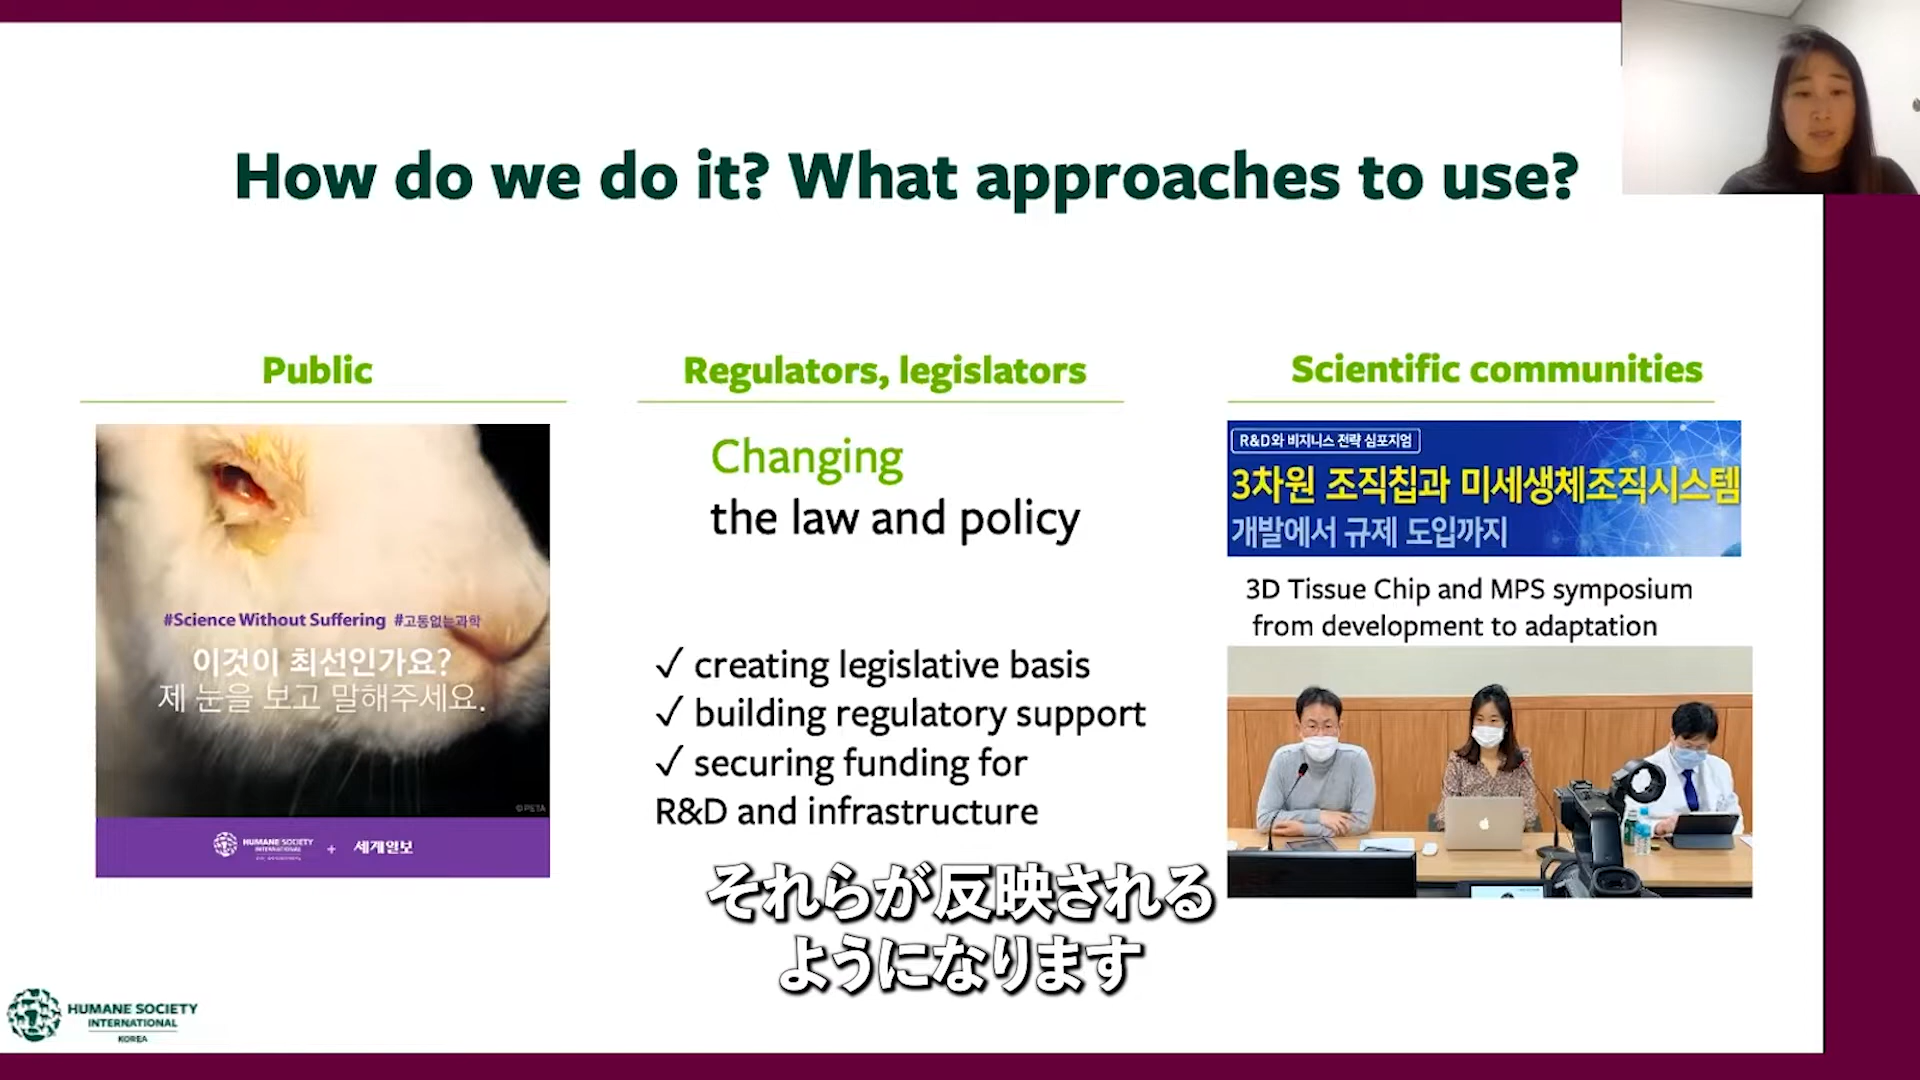 How do we do it? What approaches to use?
Public
#Science Without Suffering #고통없는과학
이것이 최선인가요?
제 눈을 보고 말해주세요.
© PETA
HUMANE SOCIETY
INTERNATIONAL
+ 세계일보
Regulators, legislators
Changing
the law and policy
✓ creating legislative basis
✓ building regulatory support
✓ securing funding for
R&D and infrastructure
Scientific communities
R&D와 비지니스 전략 심포지엄
3차원 조직칩과 미세생체조직시스템
개발에서 규제 도입까지
3D Tissue Chip and MPS symposium
from development to adaptation
それらが反映される
ようになります
HUMANE SOCIETY
INTERNATIONAL
KOREA